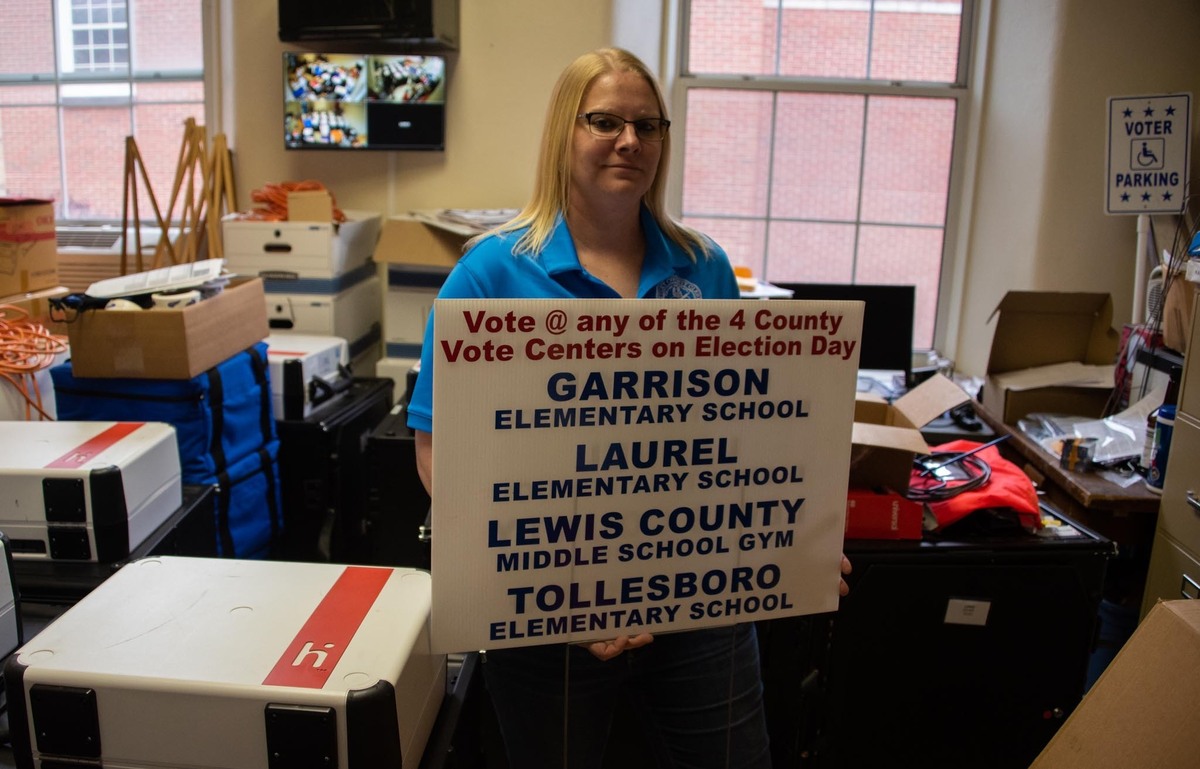 VOTER
PARKING
Vote @ any of the 4 County
Vote Centers on Election Day
GARRISON
ELEMENTARY SCHOOL
LAUREL
ELEMENTARY SCHOOL
LEWIS COUNTY
MIDDLE SCHOOL GYM
TOLLESBORO
ELEMENTARY SCHOOL
h